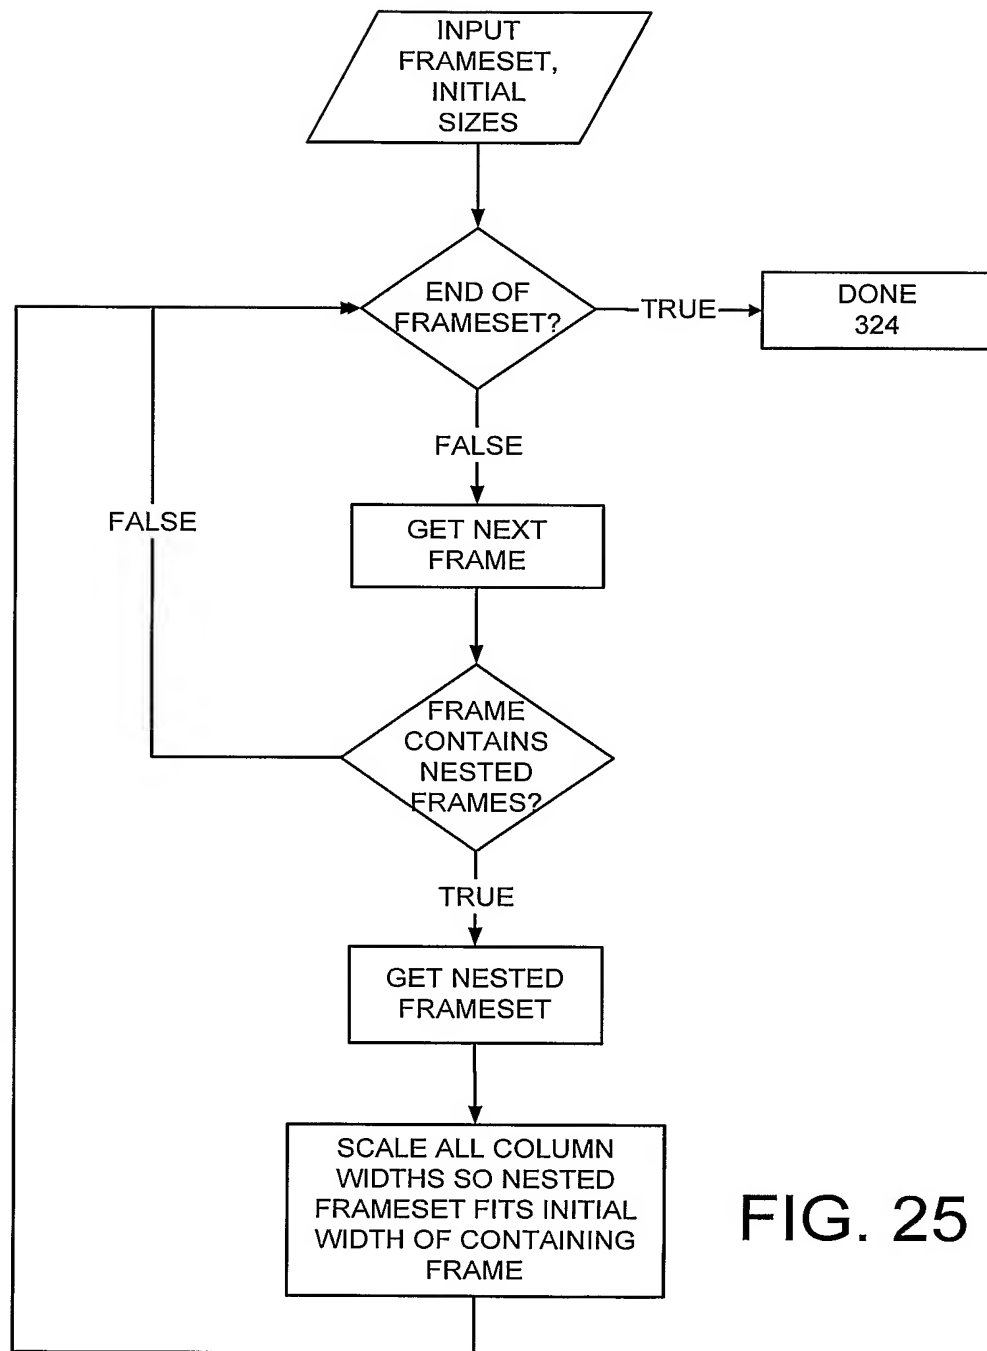 INPUT
FRAMESET,
INITIAL
SIZES
END OF
FRAMESET?
TRUE
DONE
324
FALSE
GET NEXT
FRAME
FALSE
FRAME
CONTAINS
NESTED
FRAMES?
TRUE
GET NESTED
FRAMESET
SCALE ALL COLUMN
WIDTHS SO NESTED
FRAMESET FITS INITIAL
WIDTH OF CONTAINING
FRAME
FIG. 25